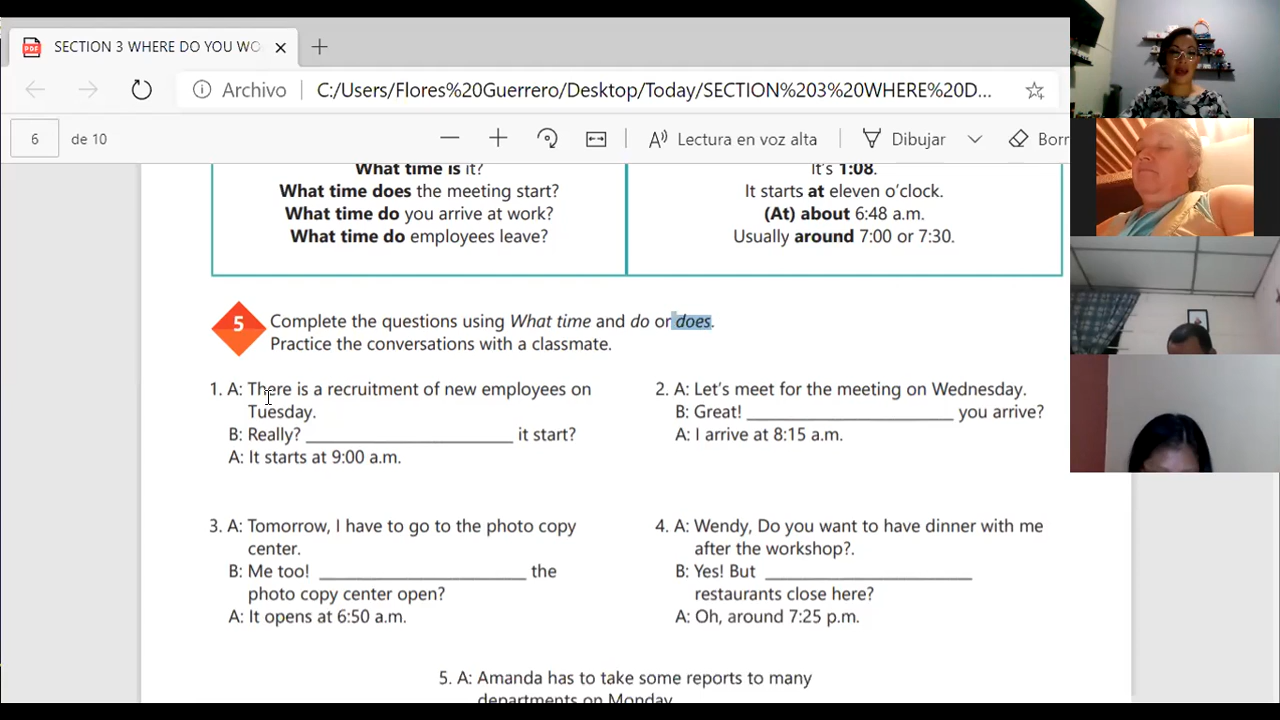 SECTION 3 WHERE DO YOU WO
Archivo C:/Users/Flores%20Guerrero/Desktop/Today/SECTION%203%20WHERE%20D...
6 de 10 Lectura en voz alta Dibujar Borr
What time is it?
It's 1:08.
What time does the meeting start?
It starts at eleven o'clock.
What time do you arrive at work?
(At) about 6:48 a.m.
What time do employees leave?
Usually around 7:00 or 7:30.
5 Complete the questions using What time and do or does.
Practice the conversations with a classmate.
1. A: There is a recruitment of new employees on
Tuesday.
B: Really? ____________________ it start?
A: It starts at 9:00 a.m.
2. A: Let's meet for the meeting on Wednesday.
B: Great! ____________________ you arrive?
A: I arrive at 8:15 a.m.
3. A: Tomorrow, I have to go to the photo copy
center.
B: Me too! ____________________ the
photo copy center open?
A: It opens at 6:50 a.m.
4. A: Wendy, Do you want to have dinner with me
after the workshop?.
B: Yes! But ____________________
restaurants close here?
A: Oh, around 7:25 p.m.
5. A: Amanda has to take some reports to many
departments on Monday.